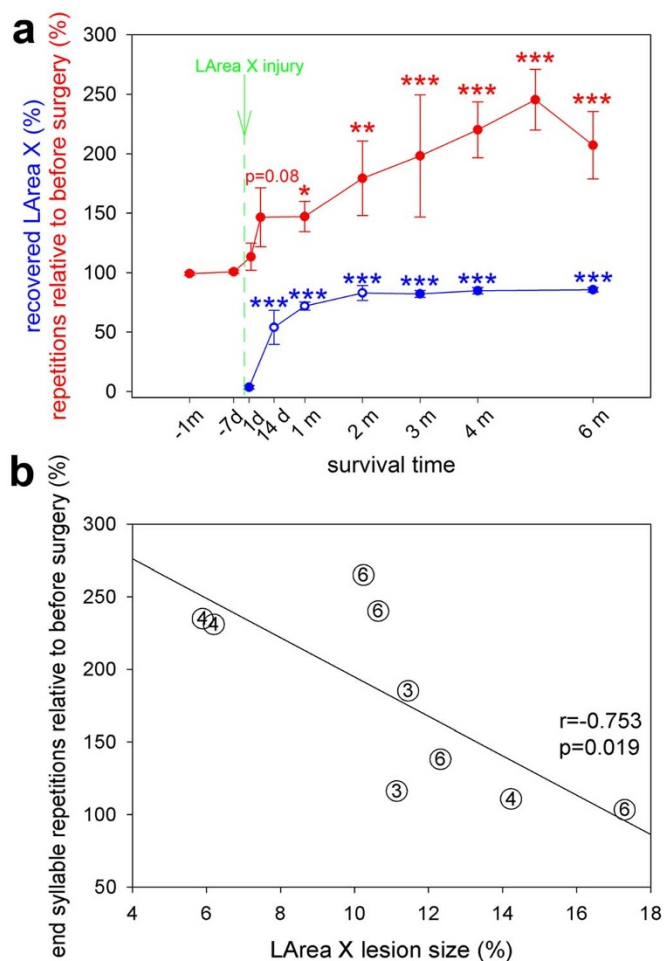 a
repetitions relative to before surgery (%)
recovered LArea X (%)
300
250
200
150
100
50
0
LArea X injury
p=0.08
*
**
***
***
***
***
***
***
***
***
***
***
-1m
-7d
1d
14 d
1 m
2 m
3 m
4 m
6 m
survival time
b
end syllable repetitions relative to before surgery (%)
300
250
200
150
100
50
4 4
6
6
3
6
3
4
6
r=-0.753
p=0.019
4 6 8 10 12 14 16 18
LArea X lesion size (%)